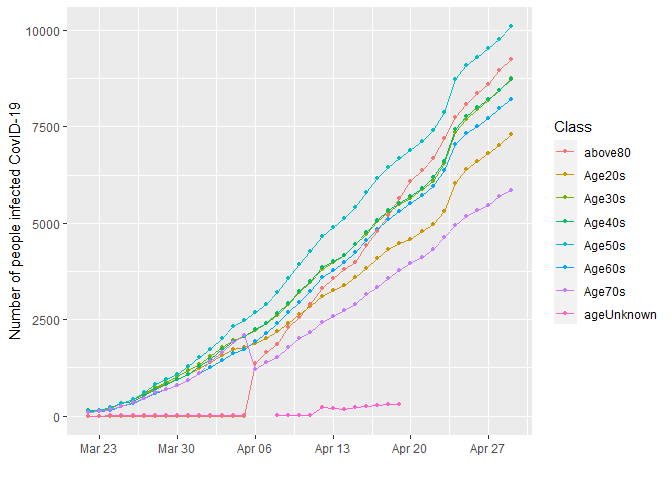 Number of people infected CovID-19
10000
7500
5000
2500
0
Mar 23
Mar 30
Apr 06
Apr 13
Apr 20
Apr 27
Class
above80
Age20s
Age30s
Age40s
Age50s
Age60s
Age70s
ageUnknown